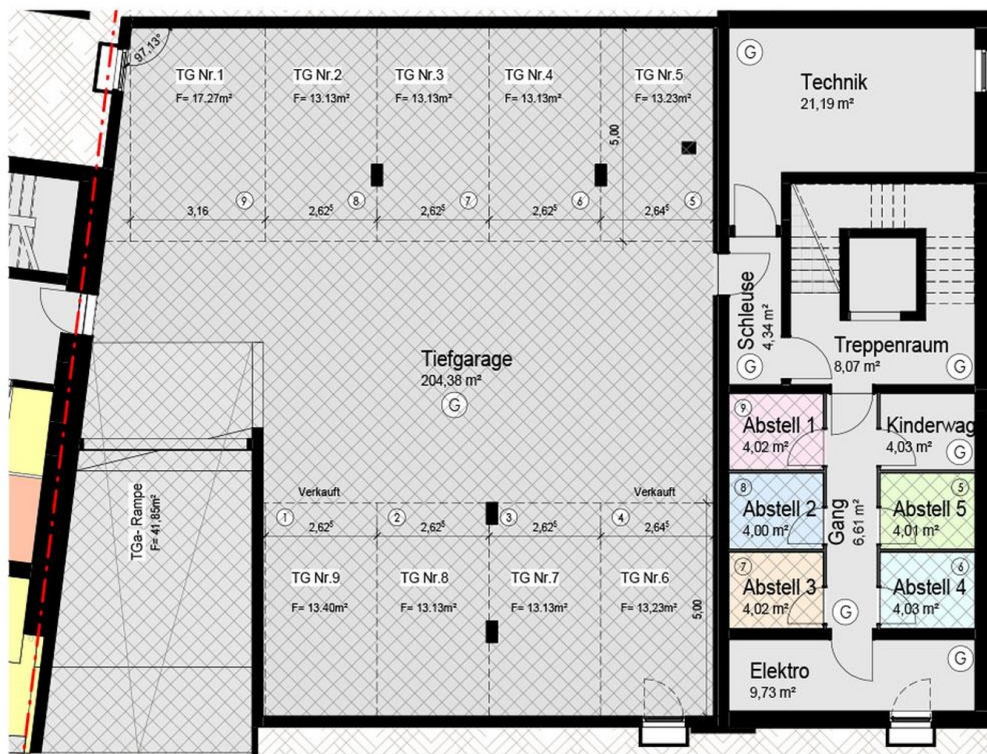 97,13°
TG Nr.1
F= 17.27m²
TG Nr.2
F= 13.13m²
TG Nr.3
F= 13.13m²
TG Nr.4
F= 13.13m²
TG Nr.5
F= 13.23m²
5,00
3,16
9
2,62⁵
8
2,62⁵
7
2,62⁵
6
2,64⁵
5
G
Technik
21,19 m²
Schleuse
4,34 m²
G
Treppenraum
8,07 m²
G
Tiefgarage
204,38 m²
G
TGa- Rampe
F= 41,85m²
9
Abstell 1
4,02 m²
Kinderwag
4,03 m²
G
8
Abstell 2
4,00 m²
Gang
6,61 m²
G
5
Abstell 5
4,01 m²
7
Abstell 3
4,02 m²
6
Abstell 4
4,03 m²
Elektro
9,73 m²
G
Verkauft
Verkauft
1
2,62⁵
2
2,62⁵
3
2,62⁵
4
2,64⁵
TG Nr.9
F= 13.40m²
TG Nr.8
F= 13.13m²
TG Nr.7
F= 13.13m²
TG Nr.6
F= 13,23m²
5,00